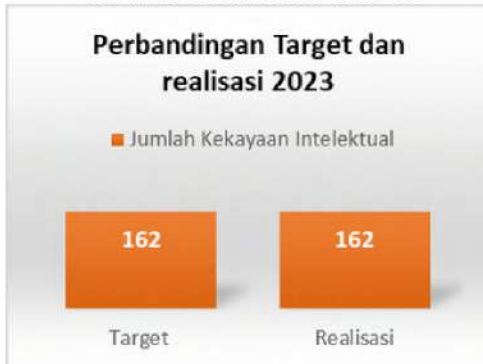 Perbandingan Target dan
realisasi 2023
Jumlah Kekayaan Intelektual
162 162
Target Realisasi